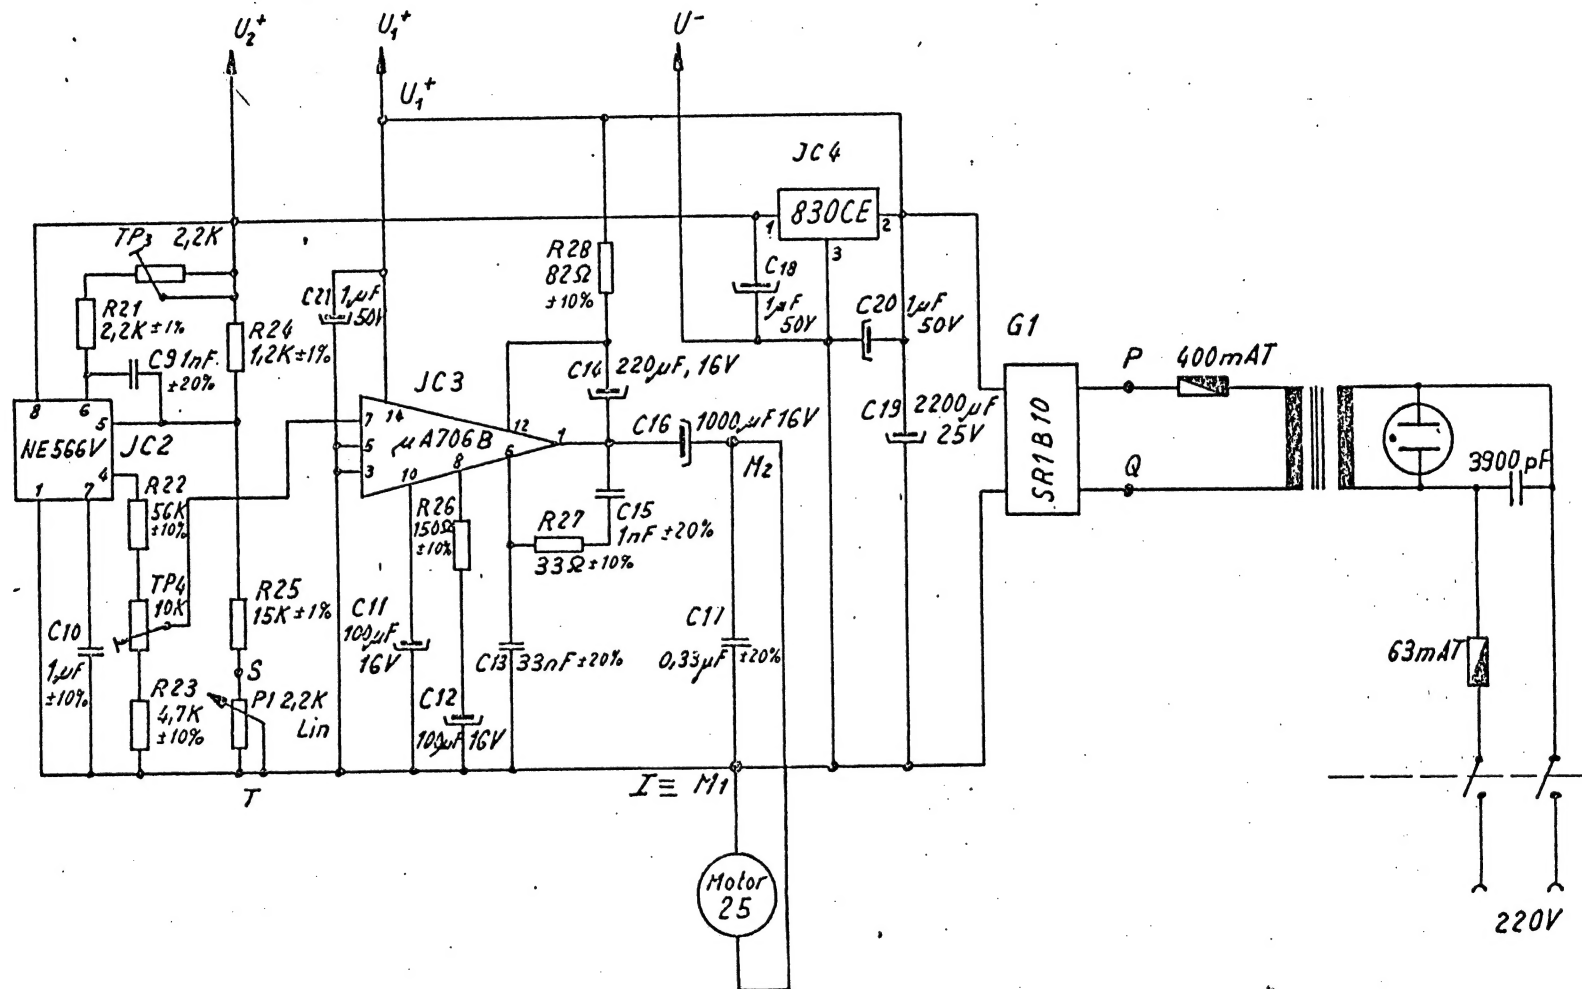 U₂⁺
U₁⁺
U⁻
U₁⁺
JC4
830CE
1
2
3
TP3 2,2K
R21
2,2K±1%
C9 1nF
±20%
R24
1,2K±1%
C21 1µF
50V
R28
82Ω
±10%
C18
1µF
50V
C20 1µF
50V
G1
SR1B10
P
400mAT
Q
JC3
µA706B
7
14
5
3
10
8
6
12
1
C14 220µF, 16V
C16 1000µF 16V
M2
C19 2200µF
25V
8
6
5
NE566V
JC2
4
1
7
R22
56K
±10%
R26
150Ω
±10%
R27
33Ω±10%
C15
1nF±20%
3900pF
TP4
10K
R25
15K±1%
C10
1µF
±10%
C11
100µF
16V
C13 33nF±20%
C17
0,33µF ±20%
63mAT
S
R23
4,7K
±10%
P1 2,2K
Lin
C12
100µF 16V
T
I≡ M1
Motor
25
220V